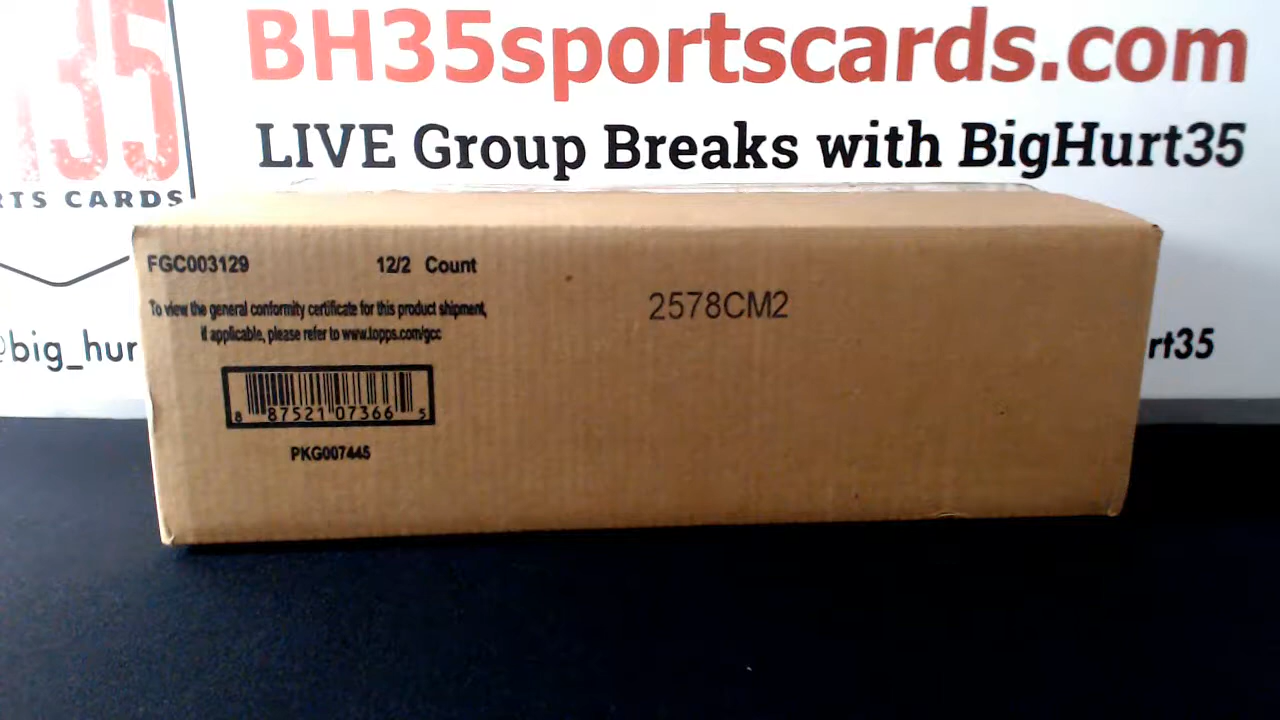 35
RTS CARDS
BH35sportscards.com
LIVE Group Breaks with BigHurt35
@big_hur
rt35
FGC003129 12/2 Count
To view the general conformity certificate for this product shipment,
if applicable, please refer to www.topps.com/gcc
8 87521 07366 5
PKG007445
2578CM2